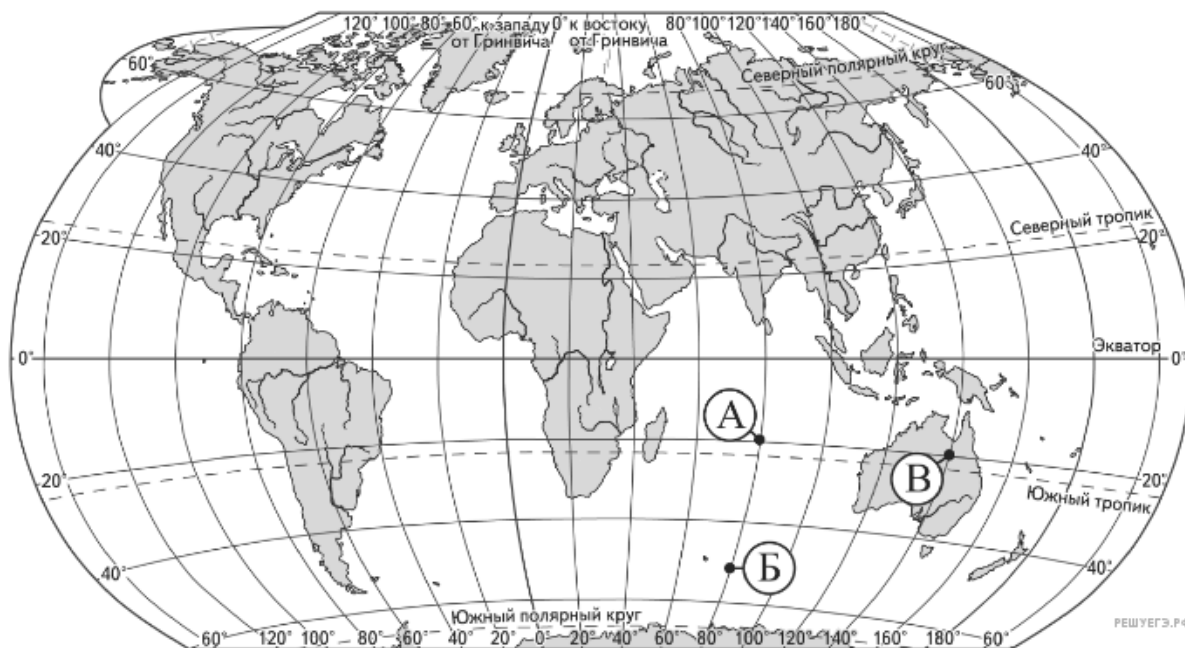 120° 100° 80° 60° к западу 0° к востоку 80° 100° 120° 140° 160° 180°
от Гринвича от Гринвича
Северный полярный круг
60° 60°
40° 40°
Северный тропик
20° 20°
Экватор
0° 0°
А
В
20° 20°
Южный тропик
Б
40° 40°
Южный полярный круг
60° 120° 100° 80° 60° 40° 20° 0° 20° 40° 60° 80° 100° 120° 140° 160° 180° 60°
РЕШУЕГЭ.РФ